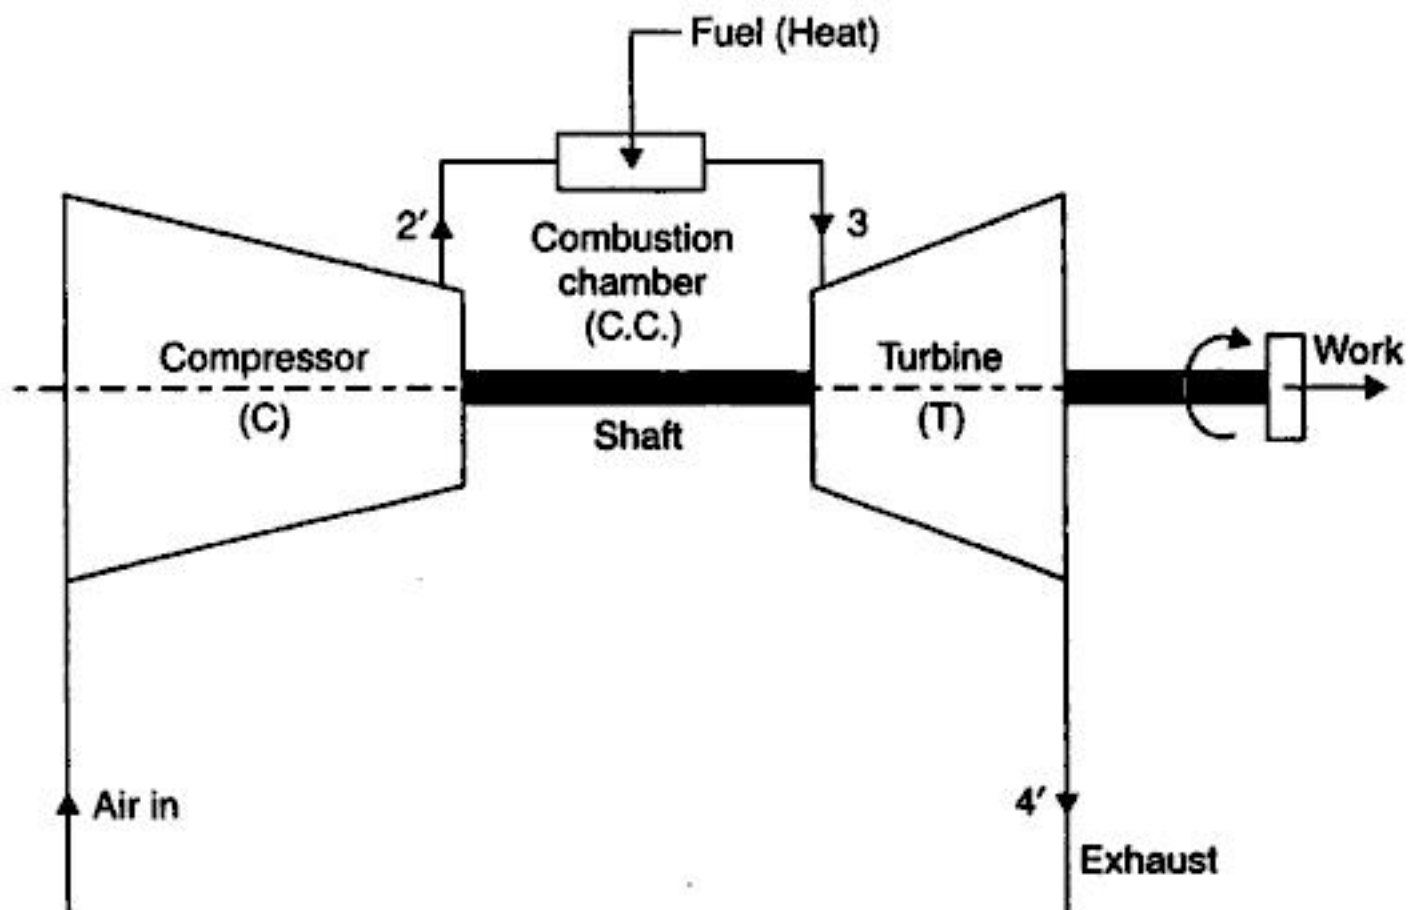 Fuel (Heat)
2′
3
Combustion
chamber
(C.C.)
Compressor
(C)
Shaft
Turbine
(T)
Work
Air in
4′
Exhaust